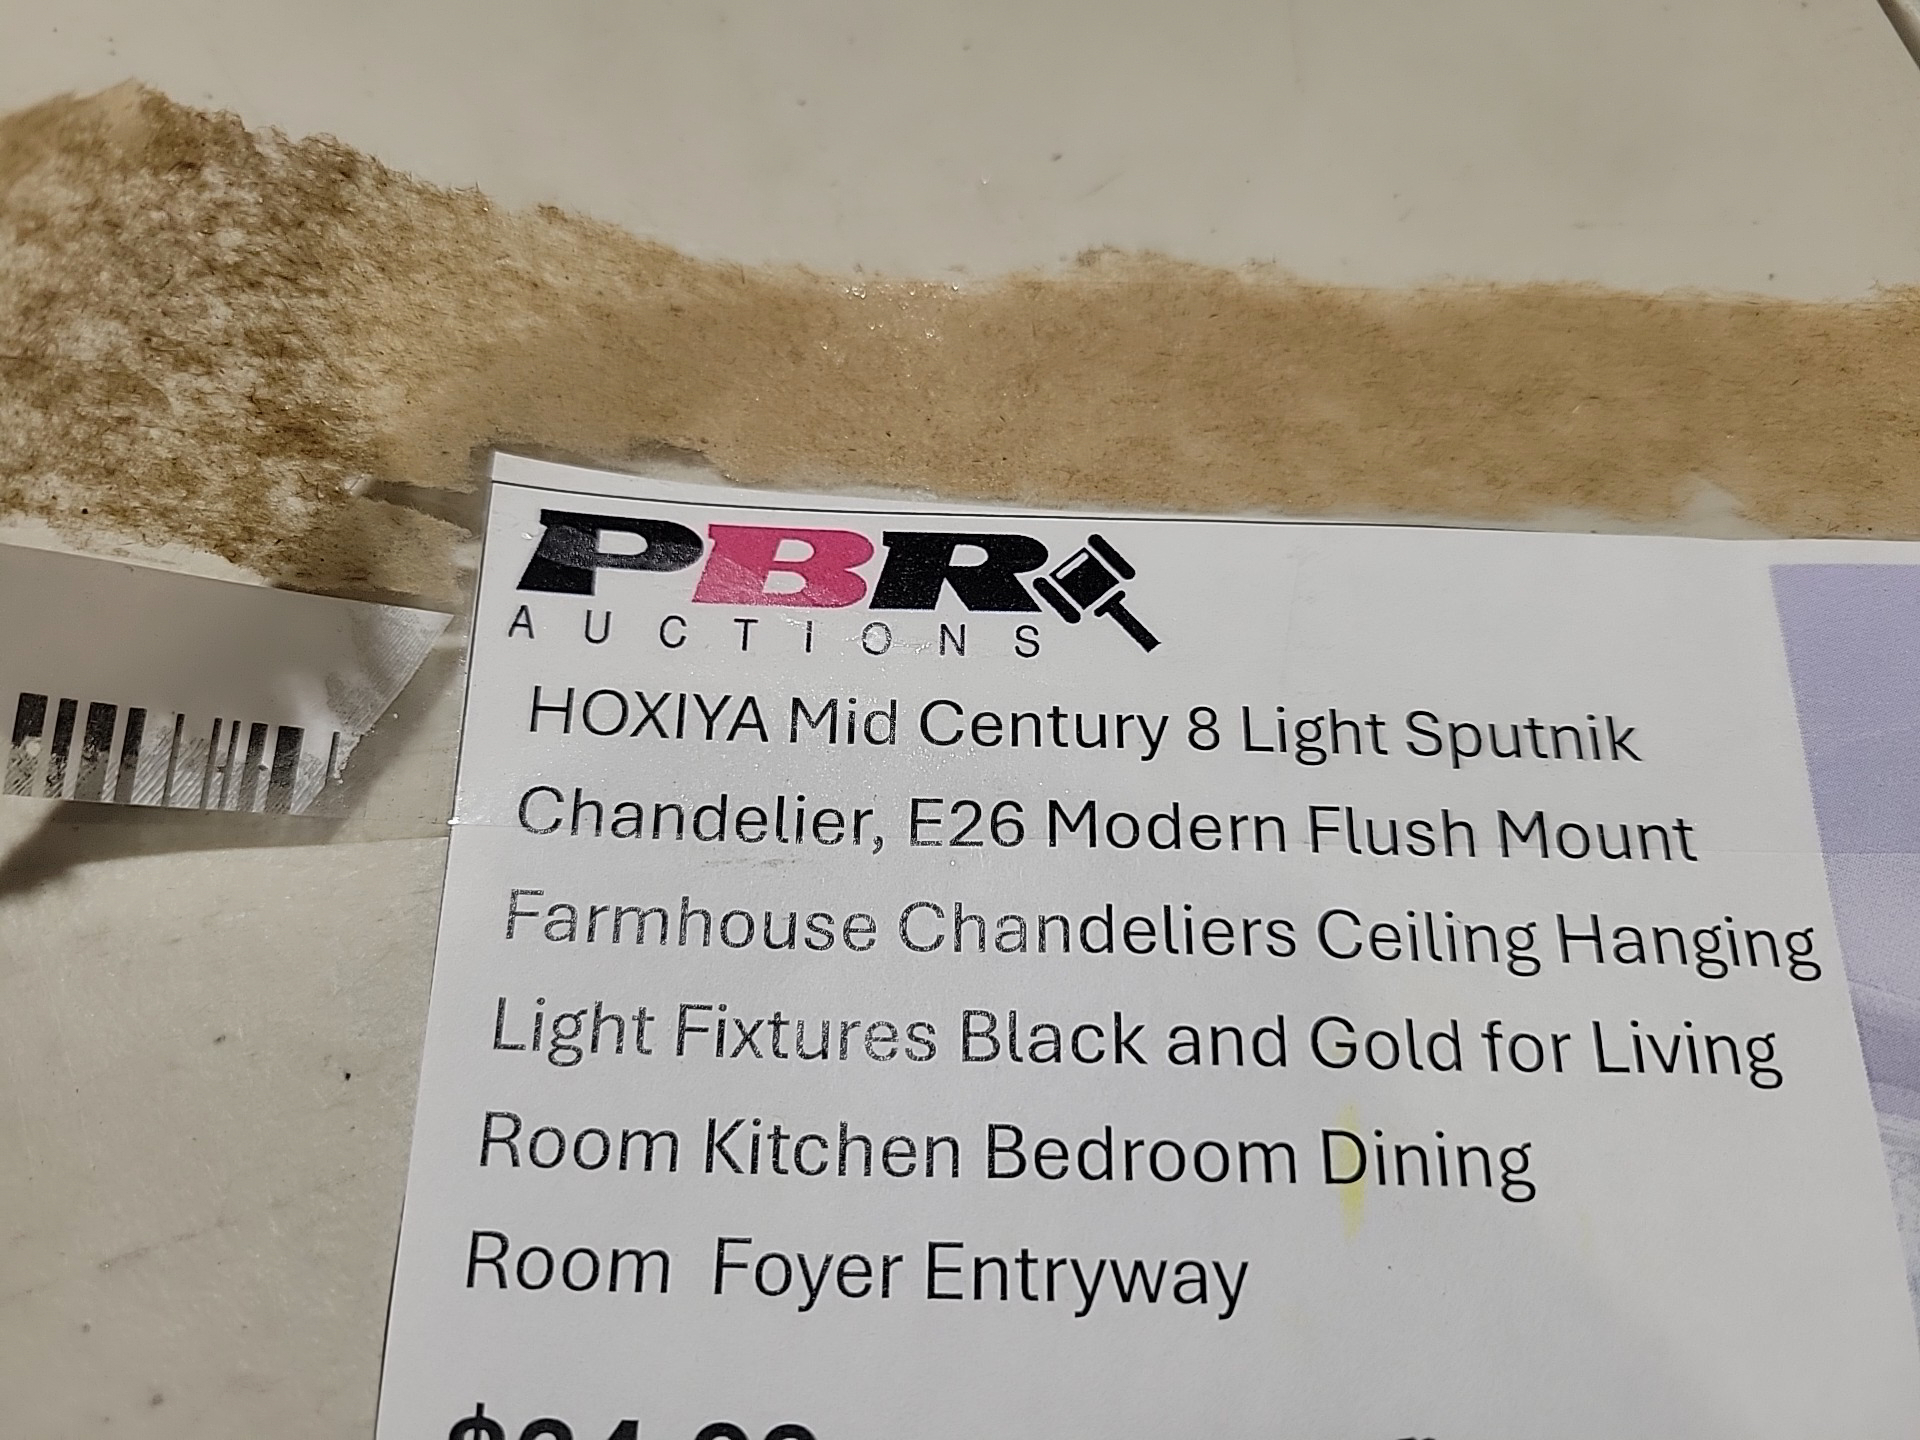 PBR
AUCTIONS
HOXIYA Mid Century 8 Light Sputnik
Chandelier, E26 Modern Flush Mount
Farmhouse Chandeliers Ceiling Hanging
Light Fixtures Black and Gold for Living
Room Kitchen Bedroom Dining
Room Foyer Entryway